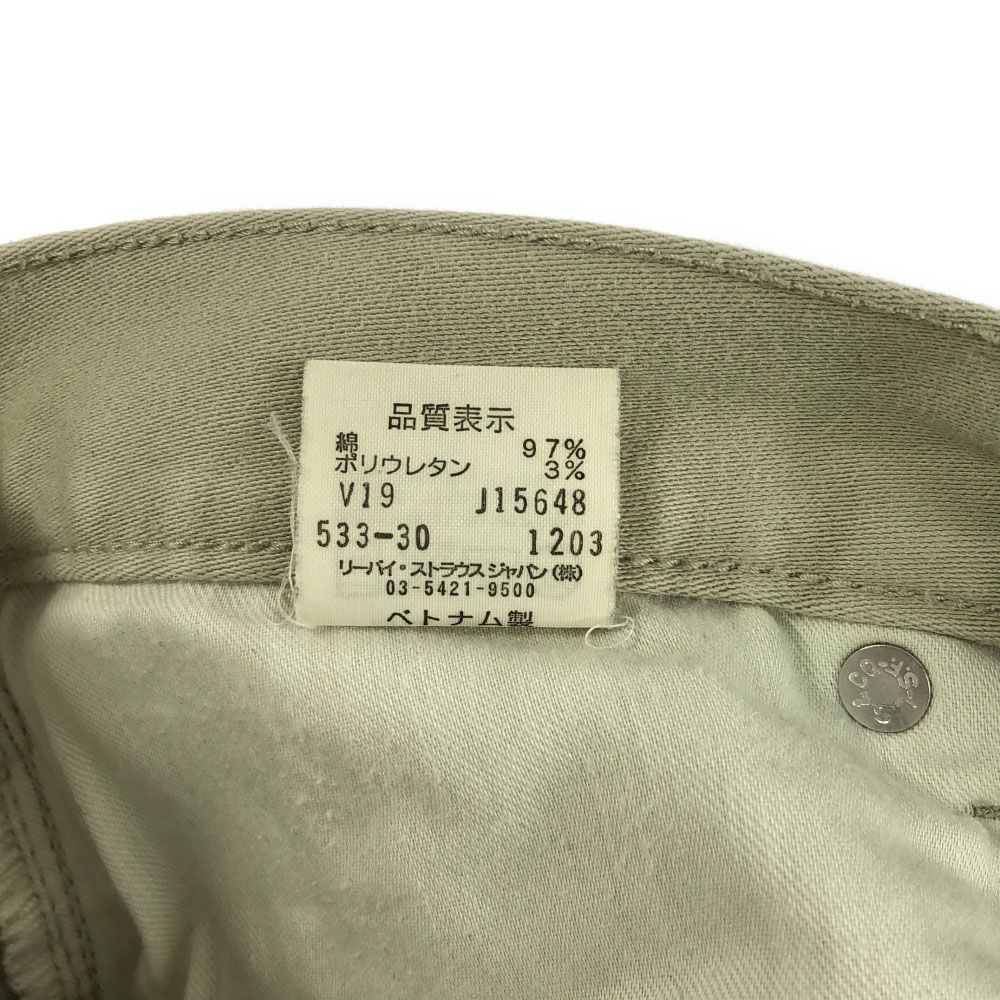 品質表示
綿 97%
ポリウレタン 3%
V19 J15648
533-30 1203
リーバイ・ストラウスジャパン(株)
03-5421-9500
ベトナム製
L.S.&CO.-S.F.